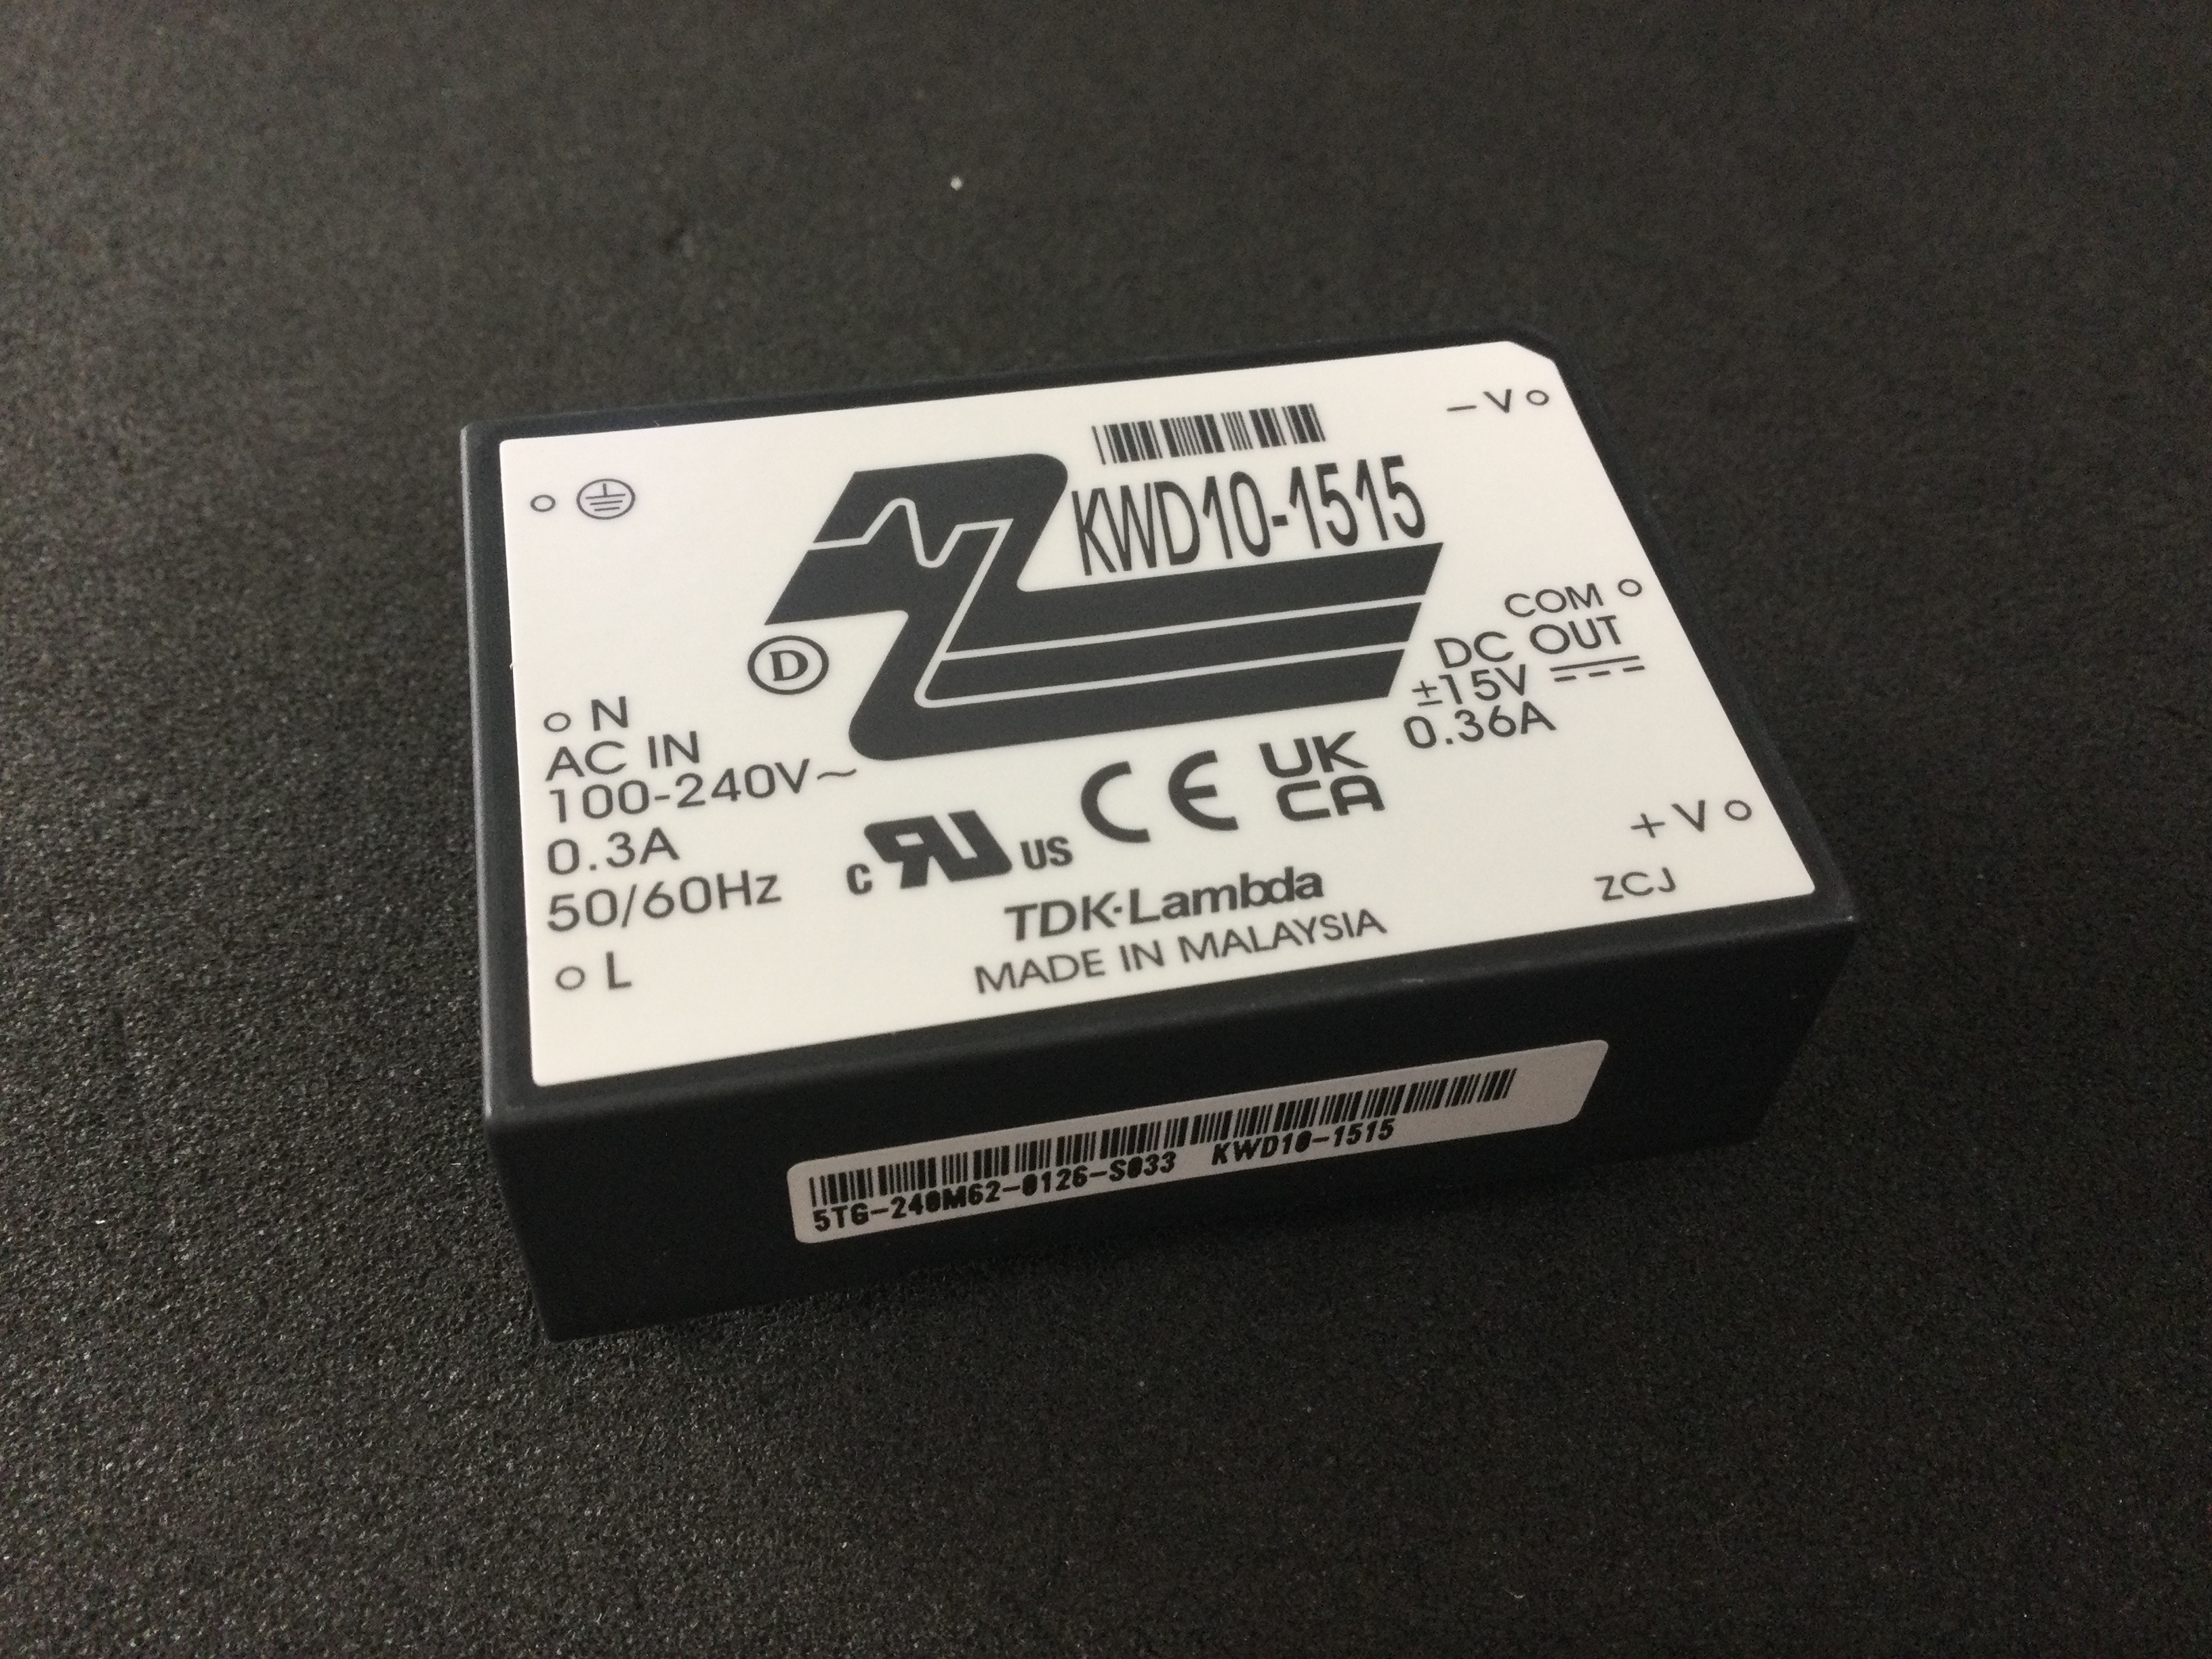 KWD10-1515
－V
COM
DC OUT
±15V
0.36A
+V
ZCJ
D
N
AC IN
100-240V~
0.3A
50/60Hz
L
c RU US
CE
UK
CA
TDK·Lambda
MADE IN MALAYSIA
5TG-240M62-0126-S033 KWD10-1515